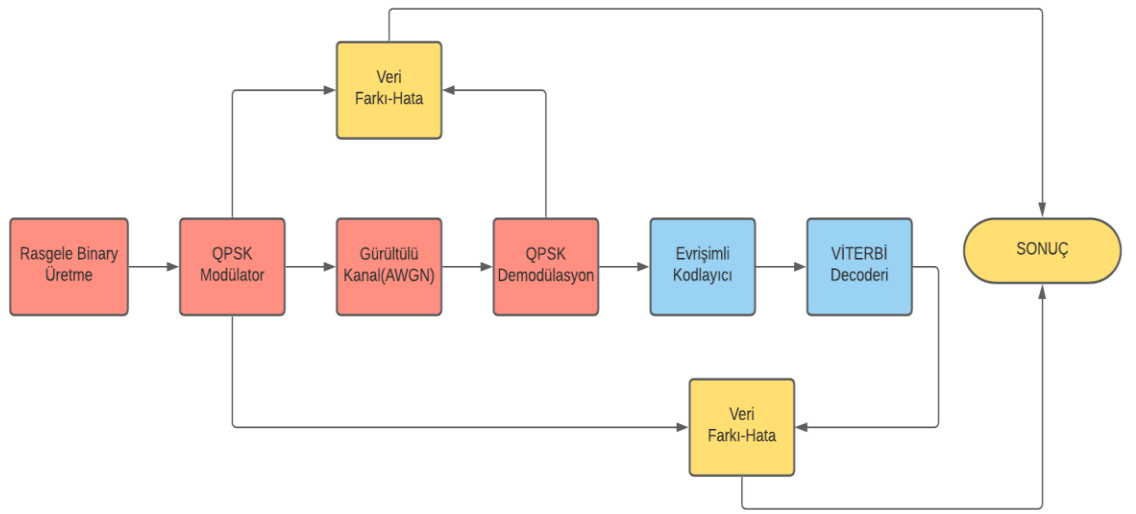 Veri
Farkı-Hata
Rasgele Binary
Üretme
QPSK
Modülator
Gürültülü
Kanal(AWGN)
QPSK
Demodülasyon
Evrişimli
Kodlayıcı
VİTERBİ
Decoderi
SONUÇ
Veri
Farkı-Hata